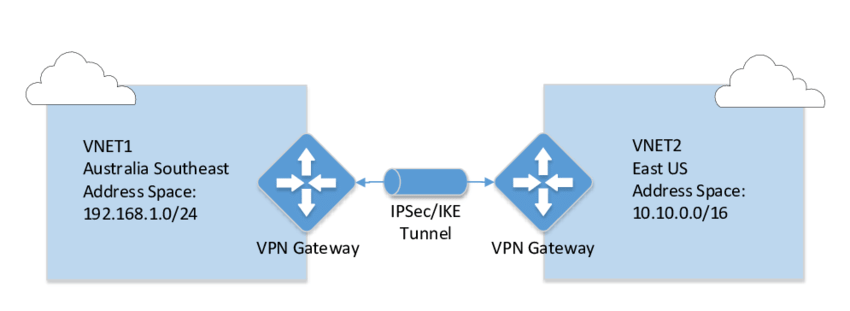 VNET1
Australia Southeast
Address Space:
192.168.1.0/24
VPN Gateway
IPSec/IKE
Tunnel
VPN Gateway
VNET2
East US
Address Space:
10.10.0.0/16